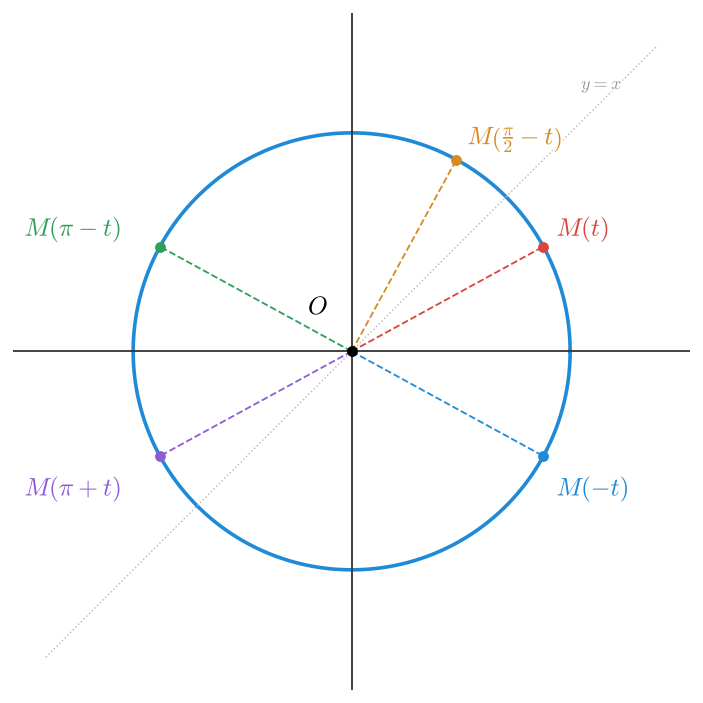 y = x
M(π/2 − t)
M(π − t)
M(t)
O
M(π + t)
M(−t)